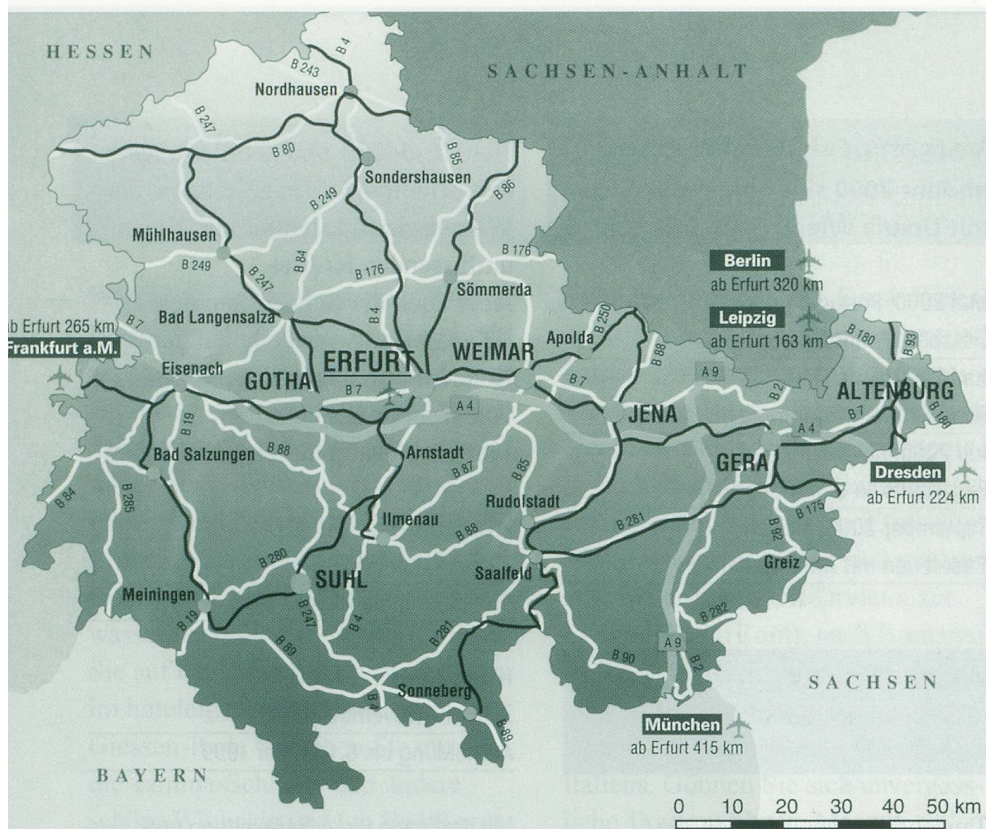 HESSEN
B 4
SACHSEN-ANHALT
B 243
Nordhausen
B 247
B 80
B 85
Sondershausen
B 86
B 249
Mühlhausen
B 249
B 84
B 176
B 176
B 247
Berlin
ab Erfurt 320 km
Sömmerda
B 4
Bad Langensalza
B 250
Leipzig
ab Erfurt 163 km
ab Erfurt 265 km
Frankfurt a.M.
B 7
Apolda
B 88
B 180
B 93
ERFURT
WEIMAR
Eisenach
GOTHA
B 7
B 7
A 9
B 2
ALTENBURG
A 4
JENA
B 7
B 180
B 19
A 4
B 88
Bad Salzungen
Arnstadt
B 87
B 85
GERA
Dresden
ab Erfurt 224 km
B 84
B 285
Rudolstadt
B 281
B 175
Ilmenau
B 88
B 92
B 280
Saalfeld
Greiz
SUHL
Meiningen
B 19
B 247
B 4
B 281
B 282
B 89
A 9
B 90
B 2
SACHSEN
Sonneberg
B 4
B 89
München
ab Erfurt 415 km
BAYERN
0 10 20 30 40 50 km